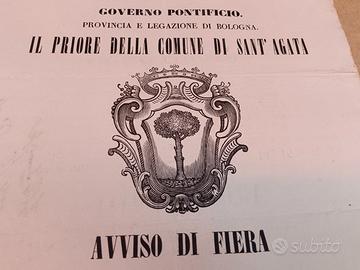 GOVERNO PONTIFICIO.
PROVINCIA E LEGAZIONE DI BOLOGNA.
IL PRIORE DELLA COMUNE DI SANT'AGATA
AVVISO DI FIERA
subito